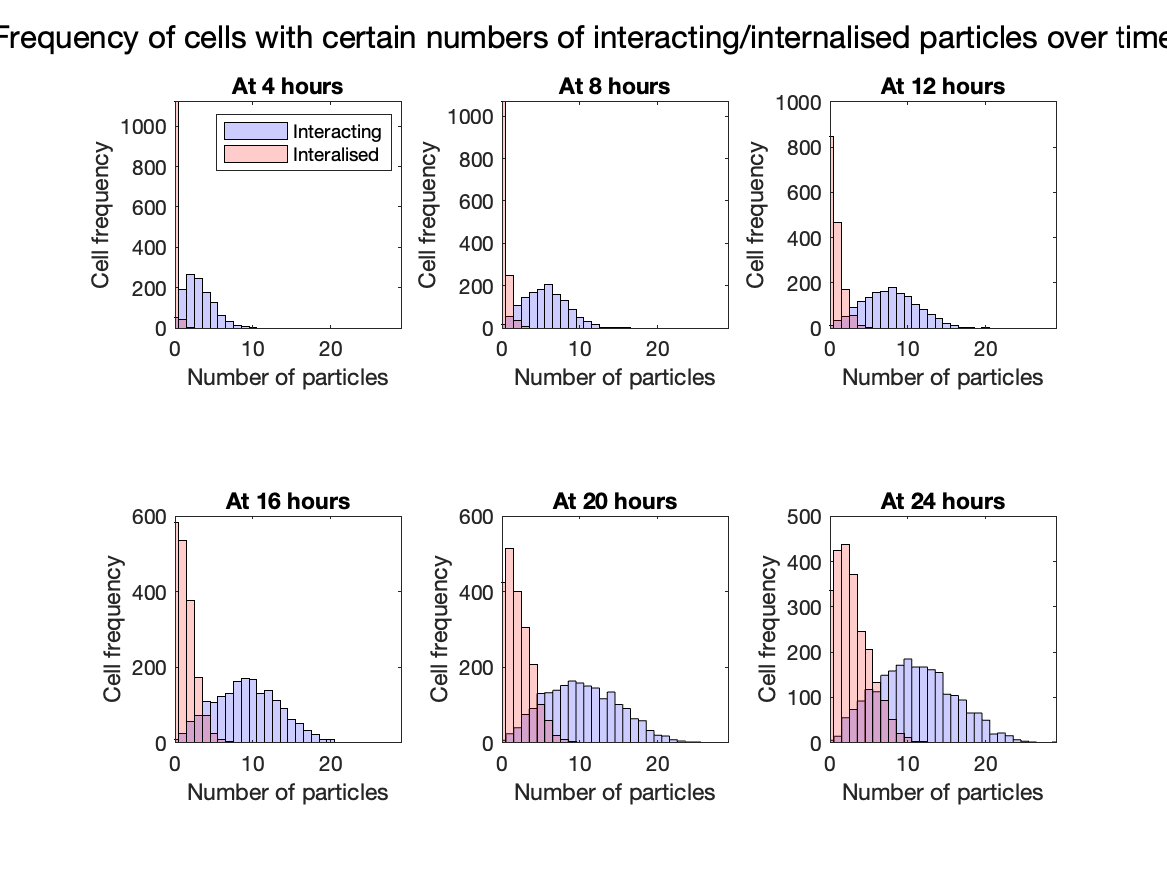 Frequency of cells with certain numbers of interacting/internalised particles over time
At 4 hours
1000
800
600
400
200
0
0 10 20
Cell frequency
Number of particles
Interacting
Interalised
At 8 hours
1000
800
600
400
200
0
0 10 20
Cell frequency
Number of particles
At 12 hours
1000
800
600
400
200
0
0 10 20
Cell frequency
Number of particles
At 16 hours
600
400
200
0
0 10 20
Cell frequency
Number of particles
At 20 hours
600
400
200
0
0 10 20
Cell frequency
Number of particles
At 24 hours
500
400
300
200
100
0
0 10 20
Cell frequency
Number of particles